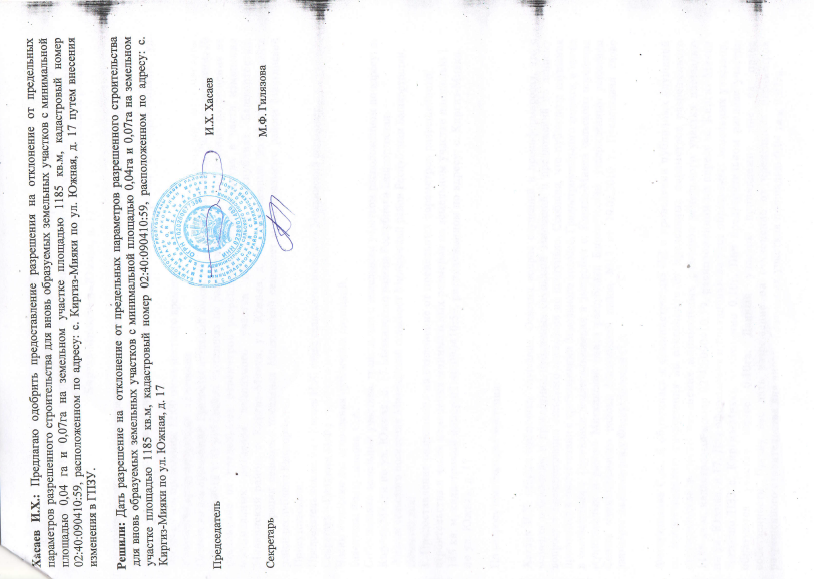 Хасаев И.Х.: Предлагаю одобрить предоставление разрешения на отклонение от предельных
параметров разрешенного строительства для вновь образуемых земельных участков с минимальной
площадью 0,04 га и 0,07га на земельном участке площадью 1185 кв.м, кадастровый номер
02:40:090410:59, расположенном по адресу: с. Киргиз-Мияки по ул. Южная, д. 17 путем внесения
изменения в ГПЗУ.
Решили: Дать разрешение на отклонение от предельных параметров разрешенного строительства
для вновь образуемых земельных участков с минимальной площадью 0,04га и 0,07га на земельном
участке площадью 1185 кв.м, кадастровый номер 02:40:090410:59, расположенном по адресу: с.
Киргиз-Мияки по ул. Южная, д. 17
Председатель И.Х. Хасаев
Секретарь М.Ф. Гилязова